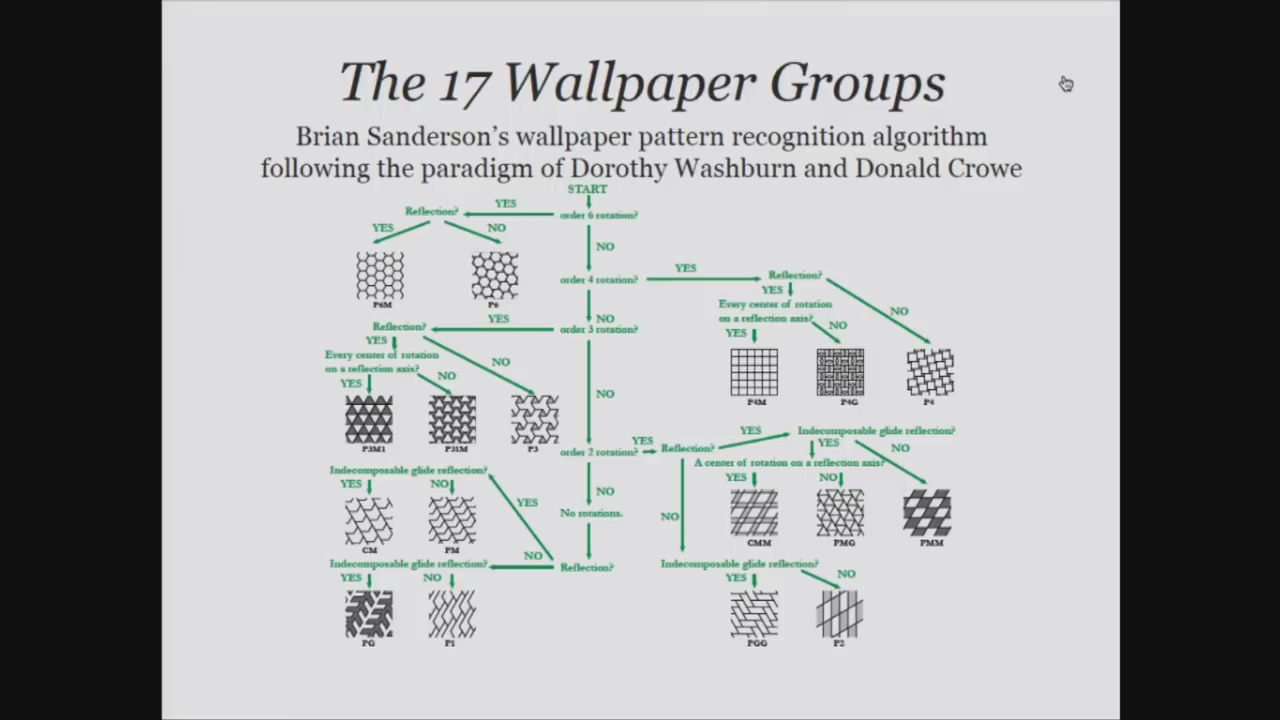 The 17 Wallpaper Groups
Brian Sanderson's wallpaper pattern recognition algorithm
following the paradigm of Dorothy Washburn and Donald Crowe
START
order 6 rotation?
YES
Reflection?
YES
NO
P6M
P6
NO
order 4 rotation?
YES
Reflection?
YES
Every center of rotation
on a reflection axis?
YES
NO
NO
P4M
P4G
P4
NO
order 3 rotation?
YES
Reflection?
YES
Every center of rotation
on a reflection axis?
YES
NO
NO
P3M1
P31M
P3
NO
order 2 rotation?
YES
Reflection?
YES
Indecomposable glide reflection?
YES
NO
A center of rotation on a reflection axis?
YES
NO
CMM
PMG
PMM
NO
Indecomposable glide reflection?
YES
NO
PGG
P2
NO
No rotations.
Reflection?
YES
Indecomposable glide reflection?
YES
NO
CM
PM
NO
Indecomposable glide reflection?
YES
NO
PG
P1